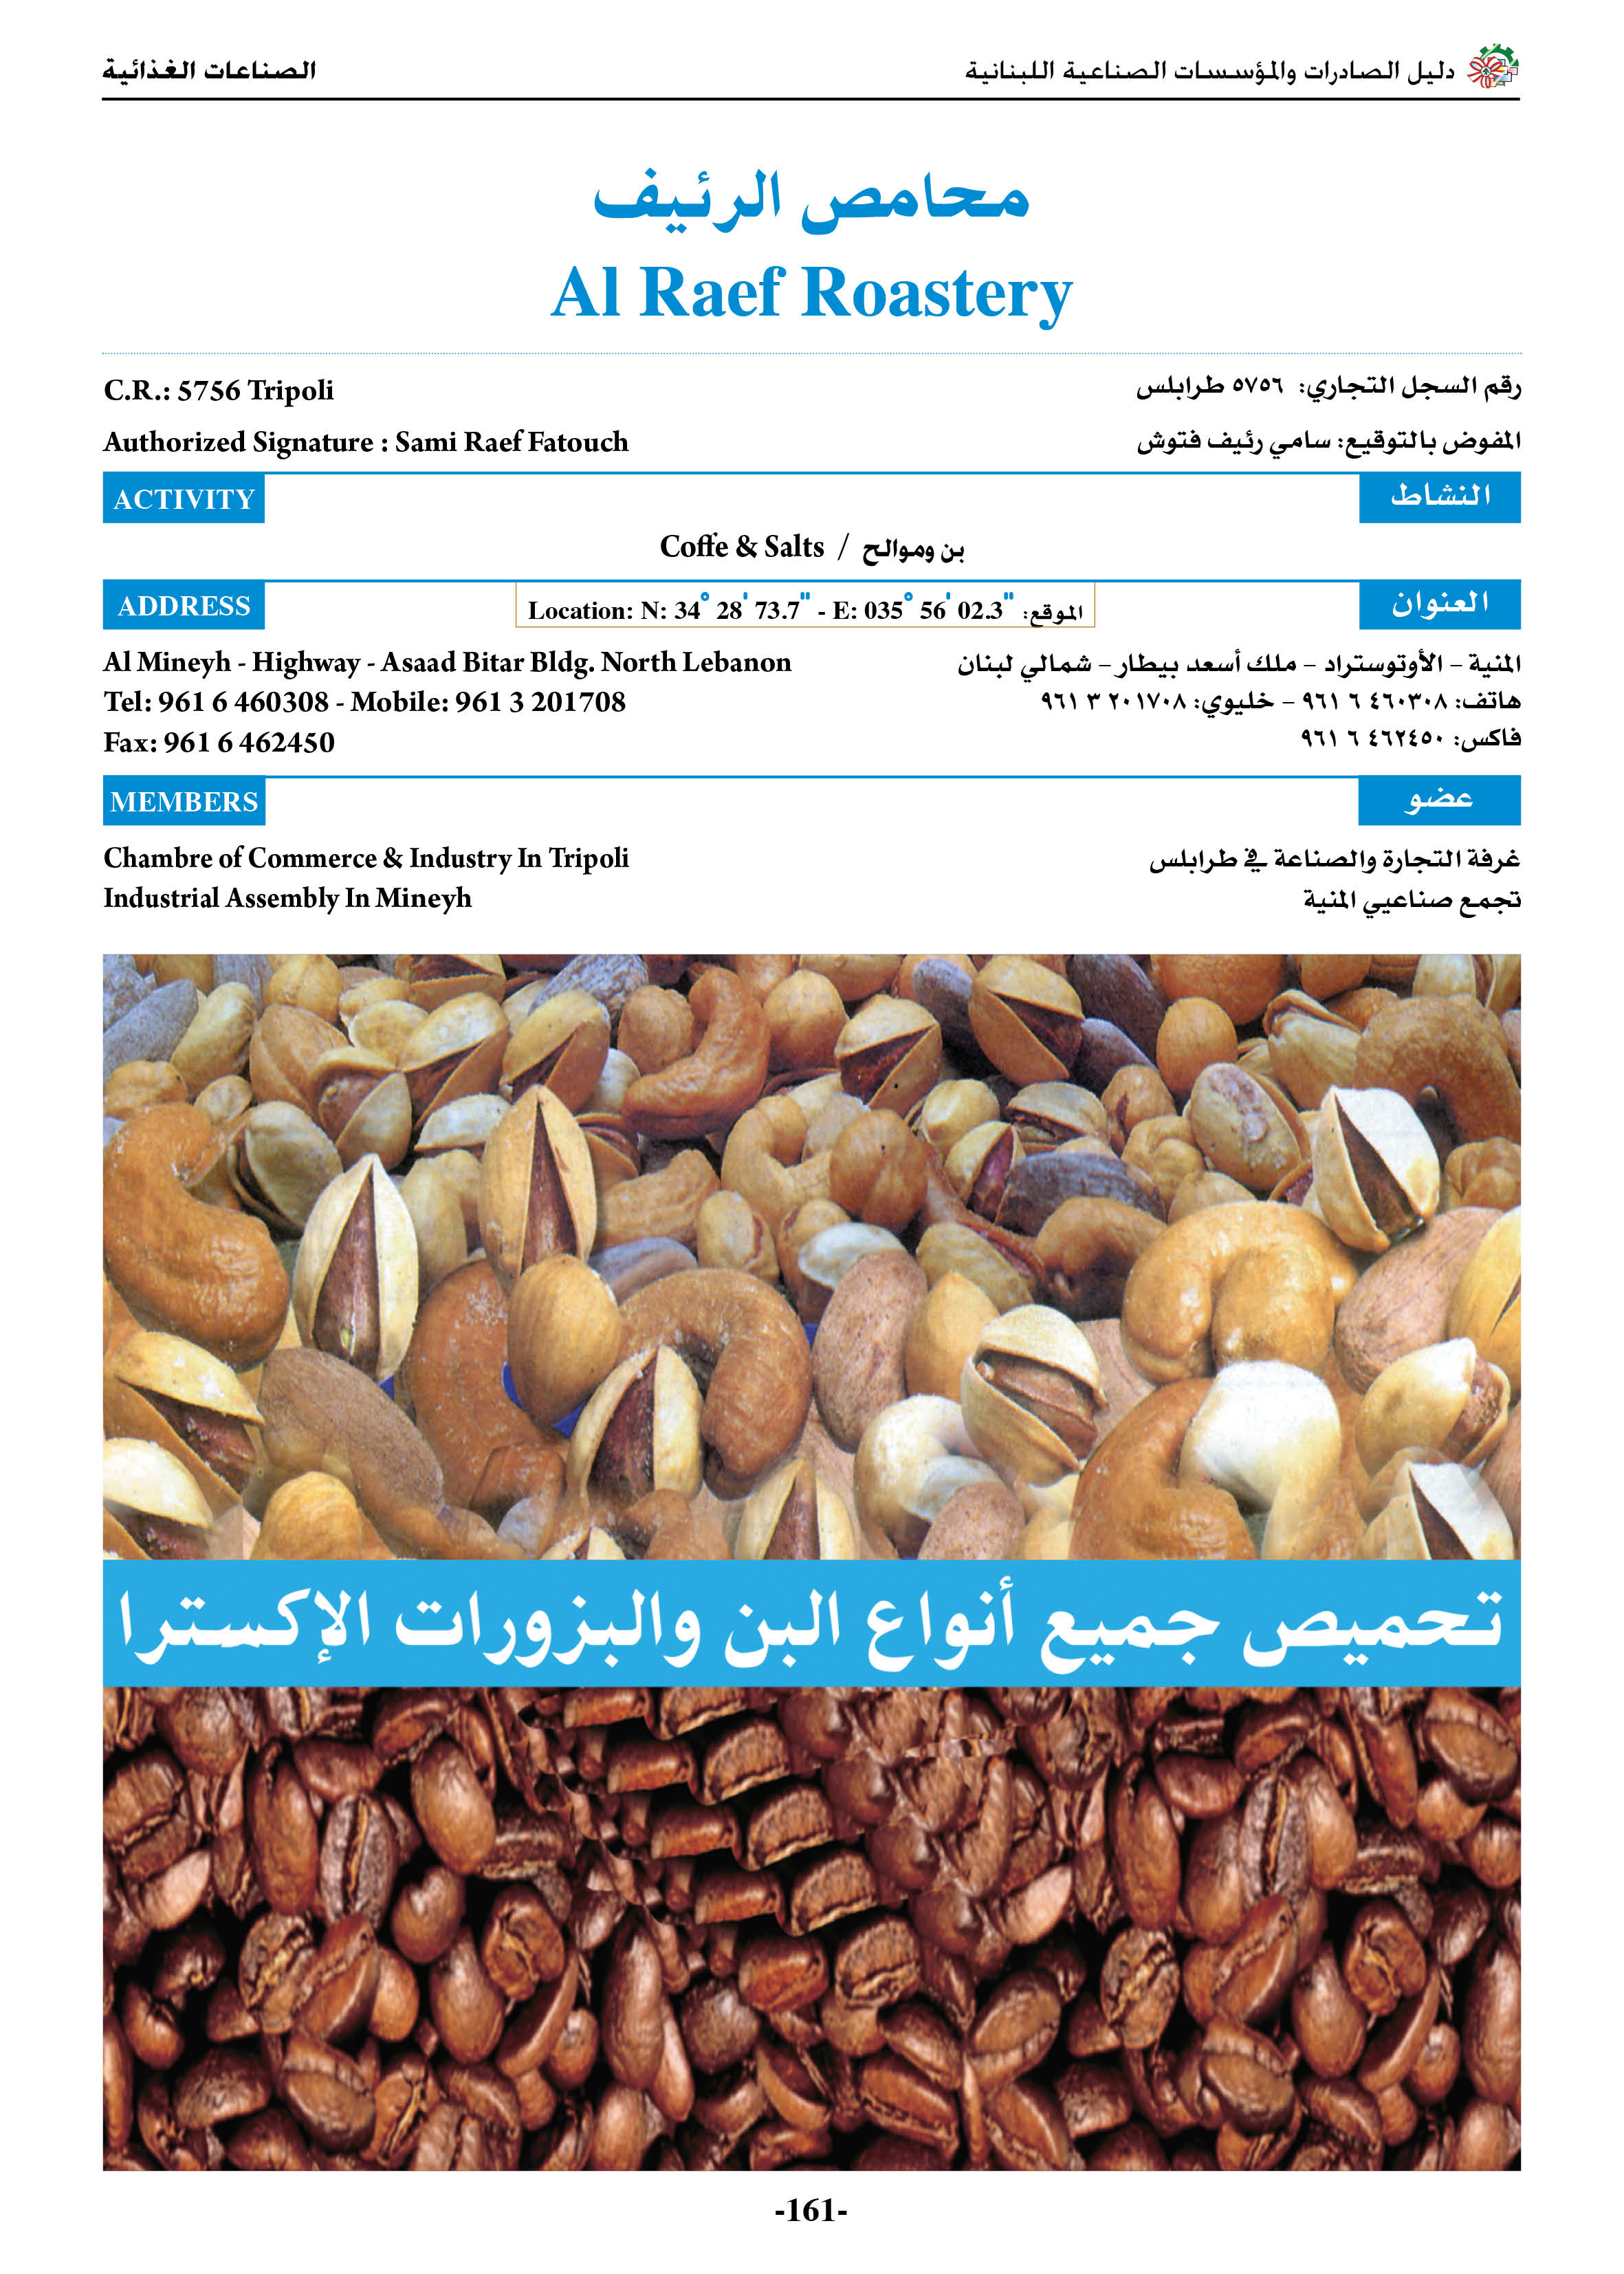 دليل الصادرات والمؤسسات الصناعية اللبنانية
الصناعات الغذائية
محامص الرئيف
Al Raef Roastery
C.R.: 5756 Tripoli
رقم السجل التجاري: ٥٧٥٦ طرابلس
Authorized Signature : Sami Raef Fatouch
المفوض بالتوقيع: سامي رئيف فتوش
ACTIVITY
النشاط
Coffe & Salts / بن وموالح
ADDRESS
Location: N: 34° 28' 73.7" - E: 035° 56' 02.3" الموقع:
العنوان
Al Mineyh - Highway - Asaad Bitar Bldg. North Lebanon
المنية - الأوتوستراد - ملك أسعد بيطار - شمالي لبنان
Tel: 961 6 460308 - Mobile: 961 3 201708
هاتف: ٤٦٠٣٠٨ ٦ ٩٦١ - خليوي: ٢٠١٧٠٨ ٣ ٩٦١
Fax: 961 6 462450
فاكس: ٤٦٢٤٥٠ ٦ ٩٦١
MEMBERS
عضو
Chambre of Commerce & Industry In Tripoli
غرفة التجارة والصناعة في طرابلس
Industrial Assembly In Mineyh
تجمع صناعيي المنية
تحميص جميع أنواع البن والبزورات الإكسترا
-161-